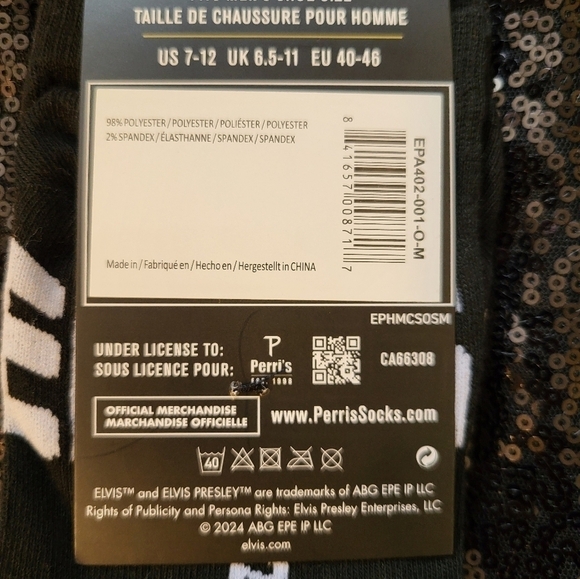 TAILLE DE CHAUSSURE POUR HOMME
US 7-12 UK 6.5-11 EU 40-46
98% POLYESTER / POLYESTER / POLIÉSTER / POLYESTER
2% SPANDEX / ÉLASTHANNE / SPANDEX / SPANDEX
8 41657 00871 7
EPA402-001-O-M
Made in / Fabriqué en / Hecho en / Hergestellt in CHINA
EPHMCSOSM
UNDER LICENSE TO:
SOUS LICENCE POUR:
P
Perri's
CA66308
OFFICIAL MERCHANDISE
MARCHANDISE OFFICIELLE
www.PerrisSocks.com
40
ELVIS™ and ELVIS PRESLEY™ are trademarks of ABG EPE IP LLC
Rights of Publicity and Persona Rights: Elvis Presley Enterprises, LLC
© 2024 ABG EPE IP LLC
elvis.com